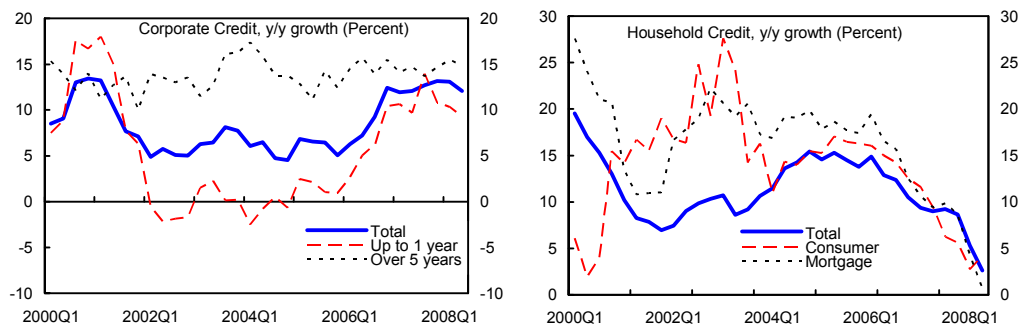 Corporate Credit, y/y growth (Percent)
20 20
15 15
10 10
5 5
0 0
-5 -5
-10 -10
Total
Up to 1 year
Over 5 years
2000Q1 2002Q1 2004Q1 2006Q1 2008Q1
Household Credit, y/y growth (Percent)
30 30
25 25
20 20
15 15
10 10
5 5
0 0
Total
Consumer
Mortgage
2000Q1 2002Q1 2004Q1 2006Q1 2008Q1